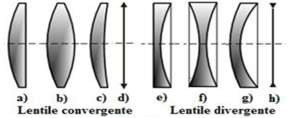 a) b) c) d) e) f) g) h)
Lentile convergente Lentile divergente